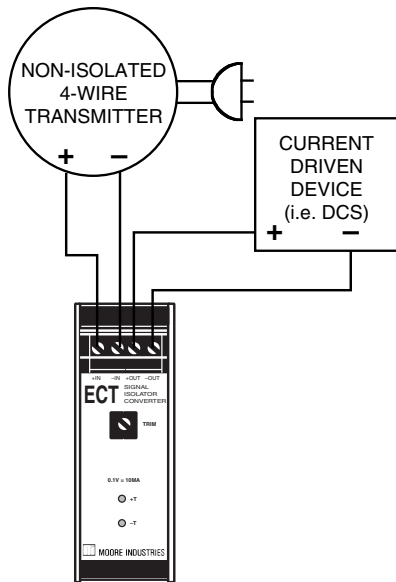 NON-ISOLATED
4-WIRE
TRANSMITTER
+ −
CURRENT
DRIVEN
DEVICE
(i.e. DCS)
+ −
+IN −IN +OUT −OUT
ECT SIGNAL
ISOLATOR
CONVERTER
TRIM
0.1V = 10MA
+T
−T
MOORE INDUSTRIES